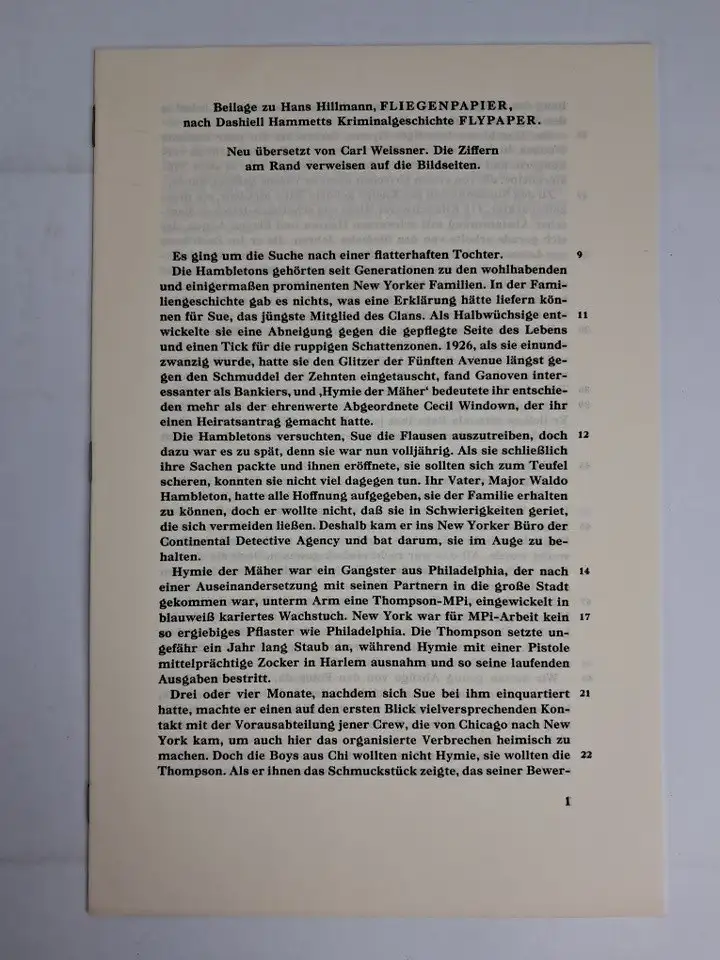 Beilage zu Hans Hillmann, FLIEGENPAPIER,
nach Dashiell Hammetts Kriminalgeschichte FLYPAPER.
Neu übersetzt von Carl Weissner. Die Ziffern
am Rand verweisen auf die Bildseiten.
Es ging um die Suche nach einer flatterhaften Tochter. 9
Die Hambletons gehörten seit Generationen zu den wohlhabenden
und einigermaßen prominenten New Yorker Familien. In der Fami-
liengeschichte gab es nichts, was eine Erklärung hätte liefern kön-
nen für Sue, das jüngste Mitglied des Clans. Als Halbwüchsige ent- 11
wickelte sie eine Abneigung gegen die gepflegte Seite des Lebens
und einen Tick für die ruppigen Schattenzonen. 1926, als sie einund-
zwanzig wurde, hatte sie den Glitzer der Fünften Avenue längst ge-
gen den Schmuddel der Zehnten eingetauscht, fand Ganoven inter-
essanter als Bankiers, und ‚Hymie der Mäher‘ bedeutete ihr entschie-
den mehr als der ehrenwerte Abgeordnete Cecil Windown, der ihr
einen Heiratsantrag gemacht hatte.
Die Hambletons versuchten, Sue die Flausen auszutreiben, doch 12
dazu war es zu spät, denn sie war nun volljährig. Als sie schließlich
ihre Sachen packte und ihnen eröffnete, sie sollten sich zum Teufel
scheren, konnten sie nicht viel dagegen tun. Ihr Vater, Major Waldo
Hambleton, hatte alle Hoffnung aufgegeben, sie der Familie erhalten
zu können, doch er wollte nicht, daß sie in Schwierigkeiten geriet,
die sich vermeiden ließen. Deshalb kam er ins New Yorker Büro der
Continental Detective Agency und bat darum, sie im Auge zu be-
halten.
Hymie der Mäher war ein Gangster aus Philadelphia, der nach 14
einer Auseinandersetzung mit seinen Partnern in die große Stadt
gekommen war, unterm Arm eine Thompson-MPi, eingewickelt in
blauweiß kariertes Wachstuch. New York war für MPi-Arbeit kein 17
so ergiebiges Pflaster wie Philadelphia. Die Thompson setzte un-
gefähr ein Jahr lang Staub an, während Hymie mit einer Pistole
mittelprächtige Zocker in Harlem ausnahm und so seine laufenden
Ausgaben bestritt.
Drei oder vier Monate, nachdem sich Sue bei ihm einquartiert 21
hatte, machte er einen auf den ersten Blick vielversprechenden Kon-
takt mit der Vorausabteilung jener Crew, die von Chicago nach New
York kam, um auch hier das organisierte Verbrechen heimisch zu
machen. Doch die Boys aus Chi wollten nicht Hymie, sie wollten die 22
Thompson. Als er ihnen das Schmuckstück zeigte, das seiner Bewer-
1